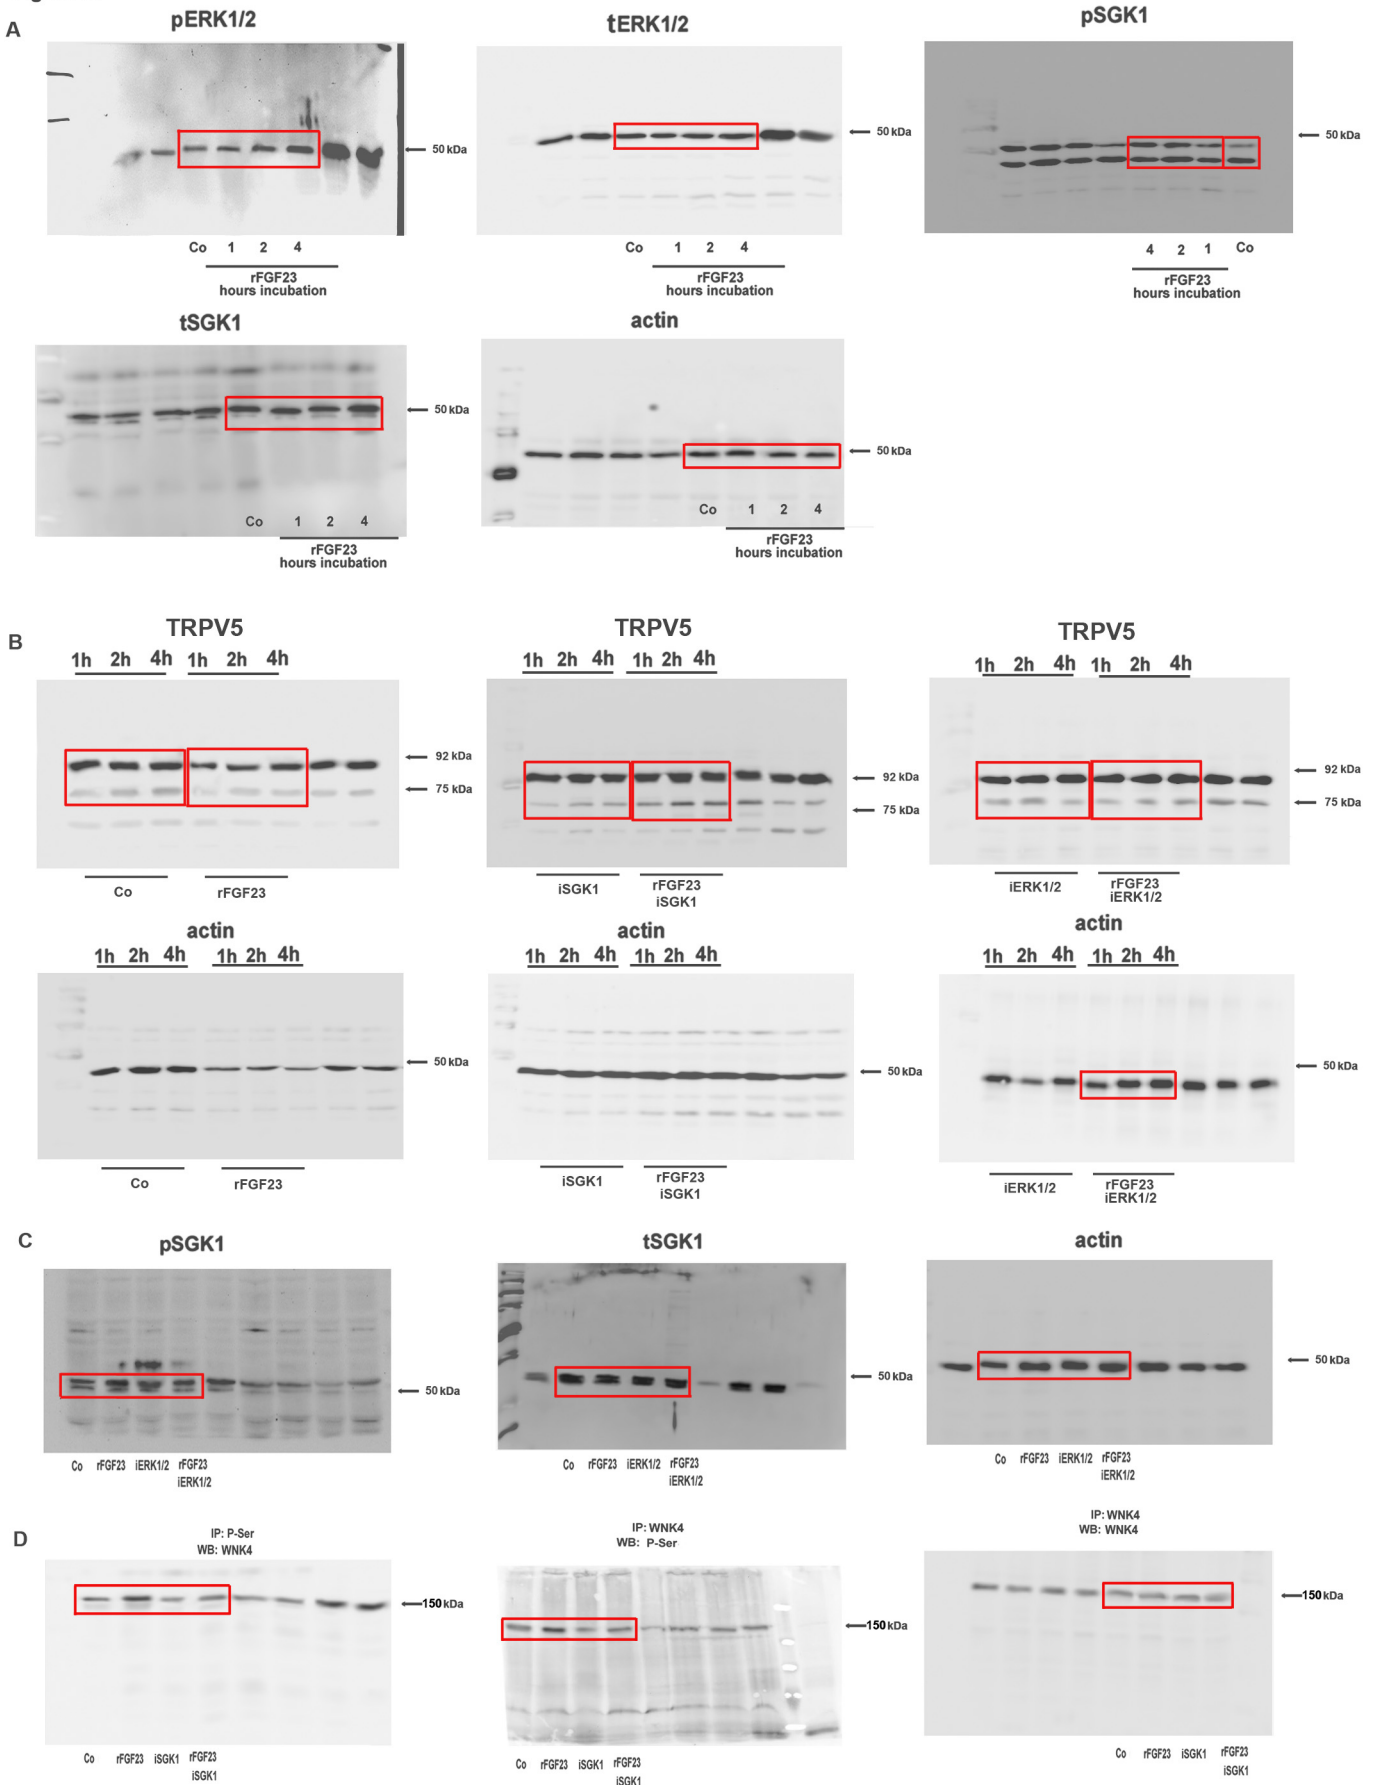 A
pERK1/2
tERK1/2
pSGK1
50 kDa
50 kDa
50 kDa
Co 1 2 4
rFGF23
hours incubation
Co 1 2 4
rFGF23
hours incubation
4 2 1 Co
rFGF23
hours incubation
tSGK1
actin
50 kDa
50 kDa
Co 1 2 4
rFGF23
hours incubation
Co 1 2 4
rFGF23
hours incubation
B
TRPV5
TRPV5
TRPV5
1h 2h 4h 1h 2h 4h
1h 2h 4h 1h 2h 4h
1h 2h 4h 1h 2h 4h
92 kDa
75 kDa
92 kDa
75 kDa
92 kDa
75 kDa
Co
rFGF23
iSGK1
rFGF23
iSGK1
iERK1/2
rFGF23
iERK1/2
actin
actin
actin
1h 2h 4h 1h 2h 4h
1h 2h 4h 1h 2h 4h
1h 2h 4h 1h 2h 4h
50 kDa
50 kDa
50 kDa
Co
rFGF23
iSGK1
rFGF23
iSGK1
iERK1/2
rFGF23
iERK1/2
C
pSGK1
tSGK1
actin
50 kDa
50 kDa
50 kDa
Co rFGF23 iERK1/2 rFGF23
iERK1/2
Co rFGF23 iERK1/2 rFGF23
iERK1/2
Co rFGF23 iERK1/2 rFGF23
iERK1/2
D
IP: P-Ser
WB: WNK4
IP: WNK4
WB: P-Ser
IP: WNK4
WB: WNK4
150 kDa
150 kDa
150 kDa
Co rFGF23 iSGK1 rFGF23
iSGK1
Co rFGF23 iSGK1 rFGF23
iSGK1
Co rFGF23 iSGK1 rFGF23
iSGK1